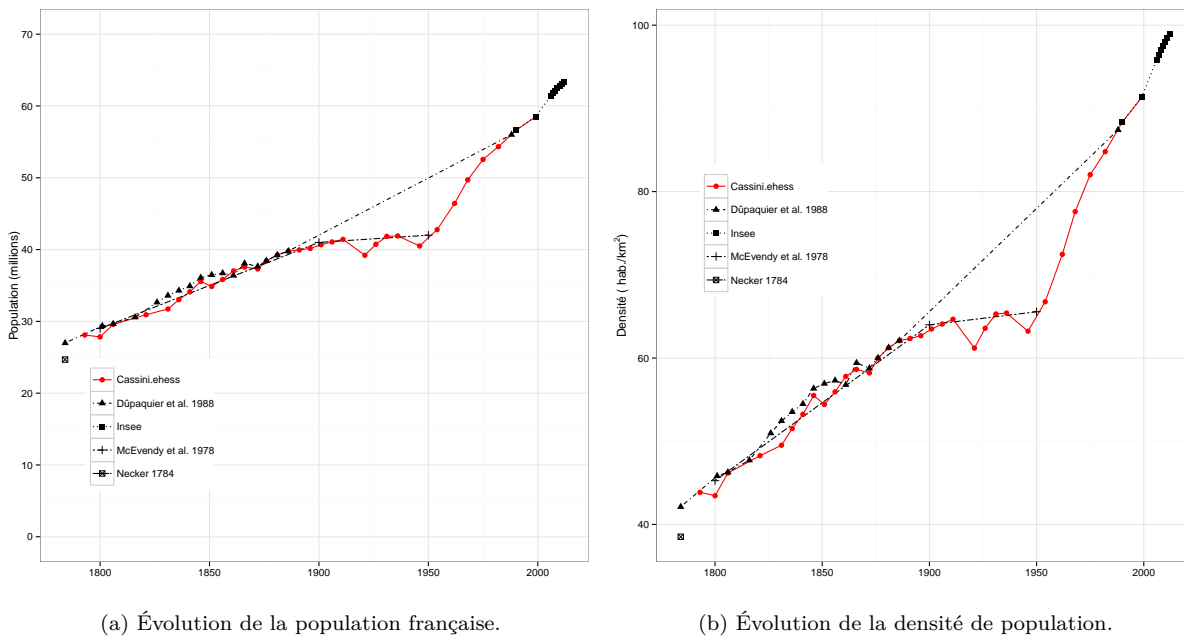 Population (millions)
70
60
50
40
30
20
10
0
1800
1850
1900
1950
2000
Cassini.ehess
Dûpaquier et al. 1988
Insee
McEvendy et al. 1978
Necker 1784
(a) Évolution de la population française.
Densité ( hab./km²)
100
80
60
40
1800
1850
1900
1950
2000
Cassini.ehess
Dûpaquier et al. 1988
Insee
McEvendy et al. 1978
Necker 1784
(b) Évolution de la densité de population.